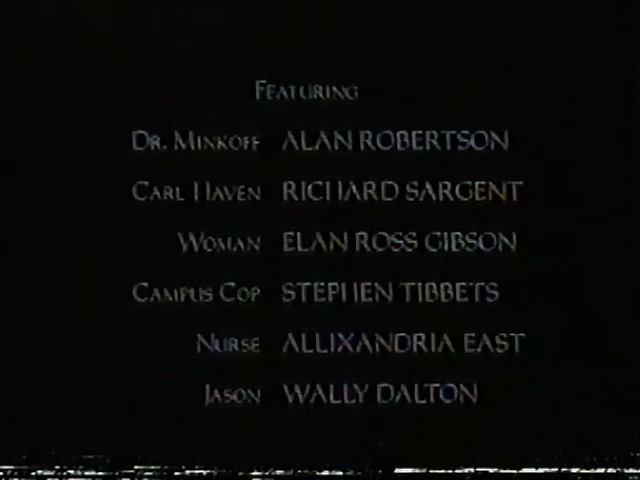 FEATURING
DR. MINKOFF ALAN ROBERTSON
CARL HAVEN RICHARD SARGENT
WOMAN ELAN ROSS GIBSON
CAMPUS COP STEPHEN TIBBETS
NURSE ALLIXANDRIA EAST
JASON WALLY DALTON